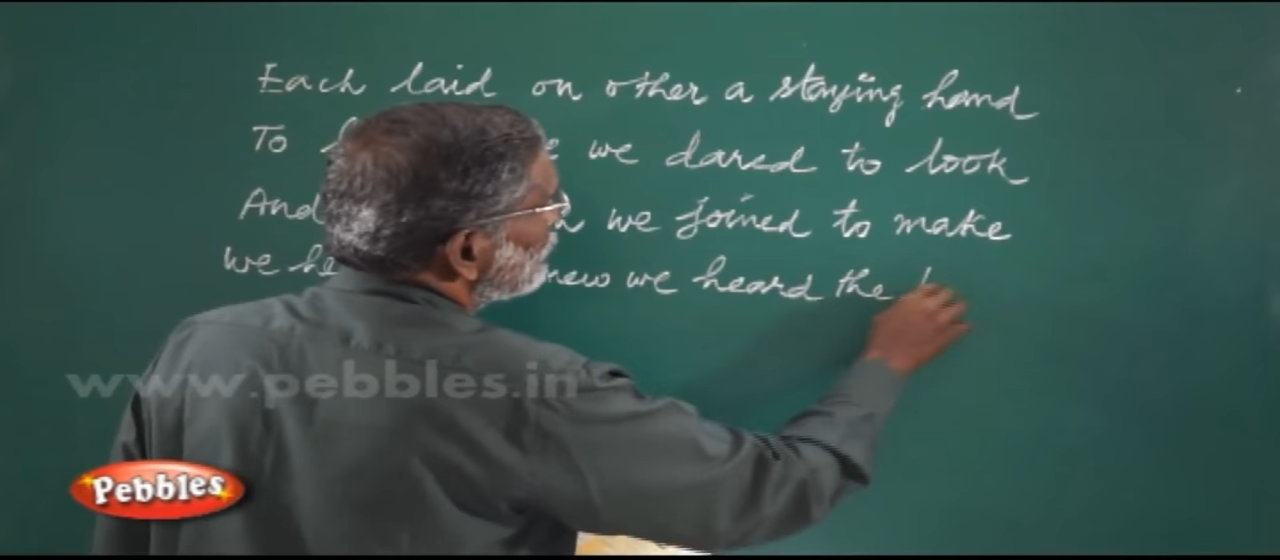 Each laid on other a staying hand
To we dared to look
And we joined to make
we we heard the
www.pebbles.in
Pebbles